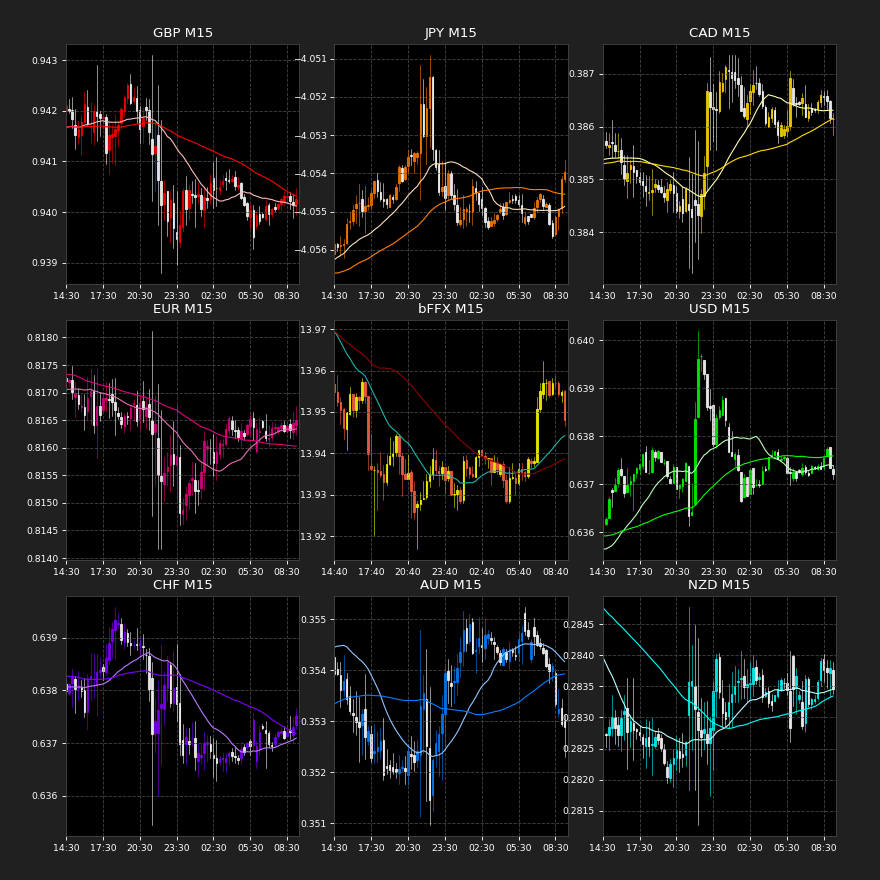 GBP M15
0.943
0.942
0.941
0.940
0.939
14:30 17:30 20:30 23:30 02:30 05:30 08:30
JPY M15
−4.051
−4.052
−4.053
−4.054
−4.055
−4.056
14:30 17:30 20:30 23:30 02:30 05:30 08:30
CAD M15
0.387
0.386
0.385
0.384
14:30 17:30 20:30 23:30 02:30 05:30 08:30
EUR M15
0.8180
0.8175
0.8170
0.8165
0.8160
0.8155
0.8150
0.8145
0.8140
14:30 17:30 20:30 23:30 02:30 05:30 08:30
bFFX M15
13.97
13.96
13.95
13.94
13.93
13.92
14:40 17:40 20:40 23:40 02:40 05:40 08:40
USD M15
0.640
0.639
0.638
0.637
0.636
14:30 17:30 20:30 23:30 02:30 05:30 08:30
CHF M15
0.639
0.638
0.637
0.636
14:30 17:30 20:30 23:30 02:30 05:30 08:30
AUD M15
0.355
0.354
0.353
0.352
0.351
14:30 17:30 20:30 23:30 02:30 05:30 08:30
NZD M15
0.2845
0.2840
0.2835
0.2830
0.2825
0.2820
0.2815
14:30 17:30 20:30 23:30 02:30 05:30 08:30